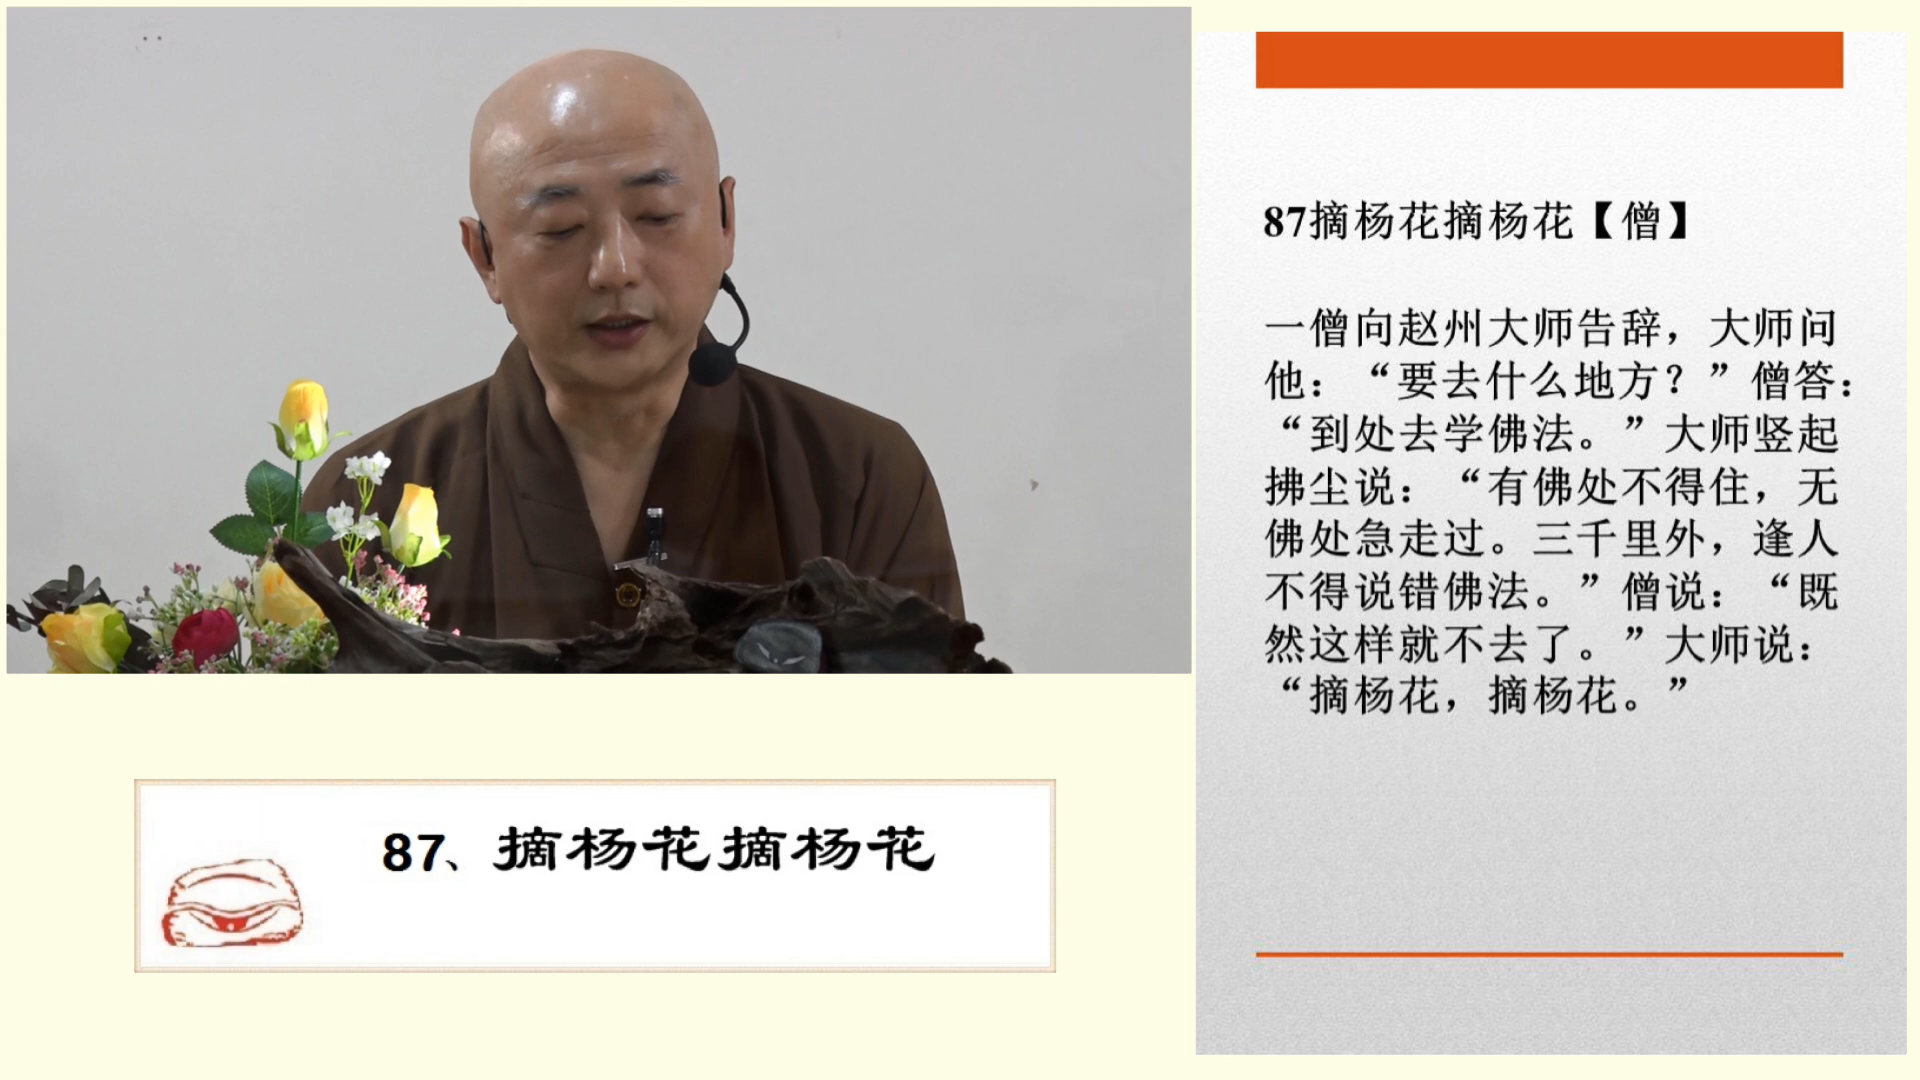 87摘杨花摘杨花【僧】
一僧向赵州大师告辞，大师问
他：“要去什么地方？”僧答：
“到处去学佛法。”大师竖起
拂尘说：“有佛处不得住，无
佛处急走过。三千里外，逢人
不得说错佛法。”僧说：“既
然这样就不去了。”大师说：
“摘杨花，摘杨花。”
87、摘杨花摘杨花